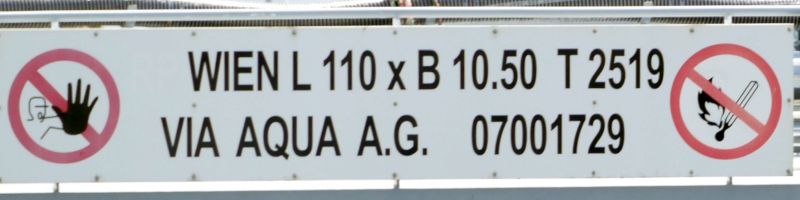 WIEN L 110 x B 10.50 T 2519
VIA AQUA A.G. 07001729